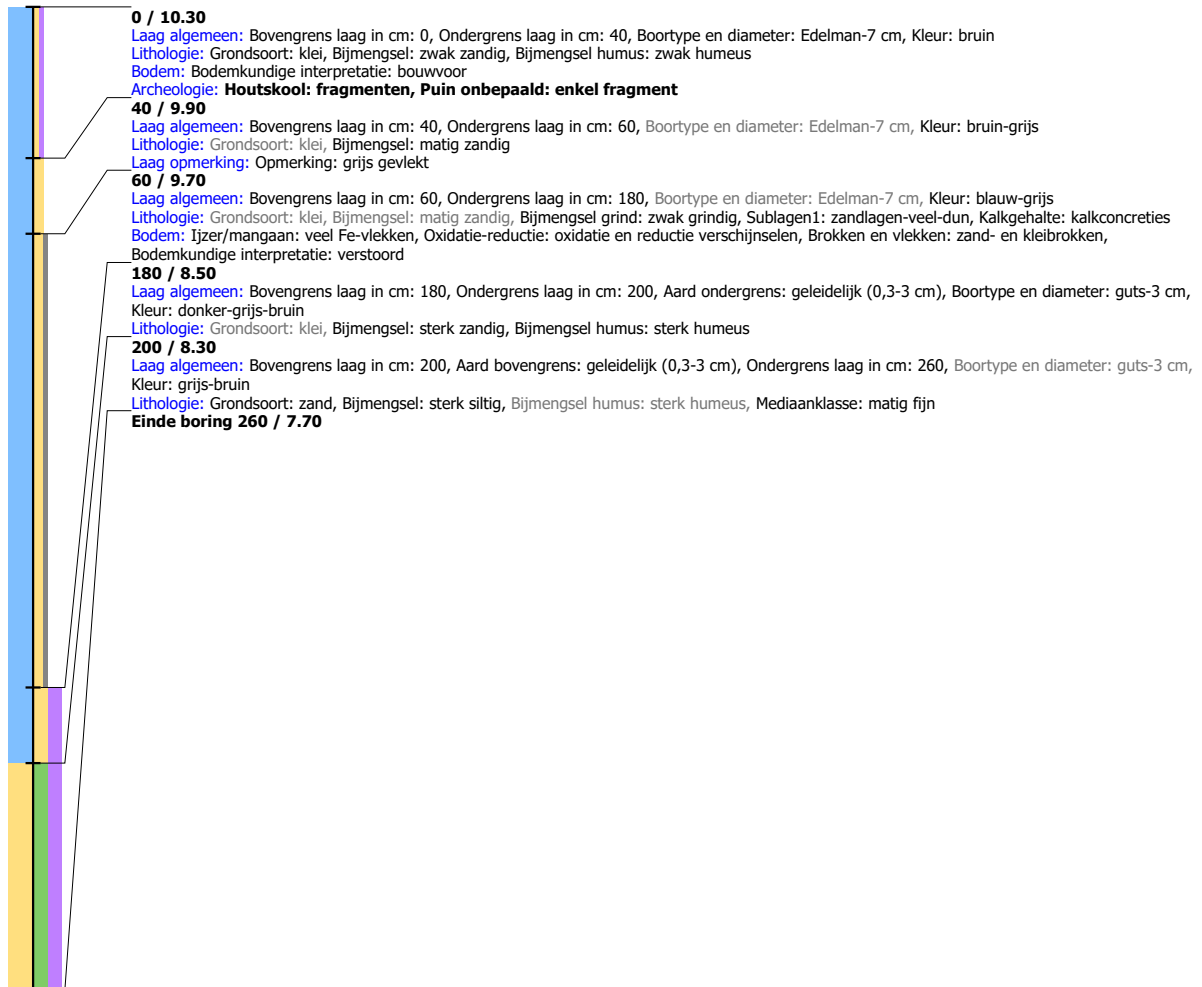 0 / 10.30
Laag algemeen: Bovengrens laag in cm: 0, Ondergrens laag in cm: 40, Boortype en diameter: Edelman-7 cm, Kleur: bruin
Lithologie: Grondsoort: klei, Bijmengsel: zwak zandig, Bijmengsel humus: zwak humeus
Bodem: Bodemkundige interpretatie: bouwvoor
Archeologie: Houtskool: fragmenten, Puin onbepaald: enkel fragment
40 / 9.90
Laag algemeen: Bovengrens laag in cm: 40, Ondergrens laag in cm: 60, Boortype en diameter: Edelman-7 cm, Kleur: bruin-grijs
Lithologie: Grondsoort: klei, Bijmengsel: matig zandig
Laag opmerking: Opmerking: grijs gevlekt
60 / 9.70
Laag algemeen: Bovengrens laag in cm: 60, Ondergrens laag in cm: 180, Boortype en diameter: Edelman-7 cm, Kleur: blauw-grijs
Lithologie: Grondsoort: klei, Bijmengsel: matig zandig, Bijmengsel grind: zwak grindig, Sublagen1: zandlagen-veel-dun, Kalkgehalte: kalkconcreties
Bodem: Ijzer/mangaan: veel Fe-vlekken, Oxidatie-reductie: oxidatie en reductie verschijnselen, Brokken en vlekken: zand- en kleibrokken,
Bodemkundige interpretatie: verstoord
180 / 8.50
Laag algemeen: Bovengrens laag in cm: 180, Ondergrens laag in cm: 200, Aard ondergrens: geleidelijk (0,3-3 cm), Boortype en diameter: guts-3 cm,
Kleur: donker-grijs-bruin
Lithologie: Grondsoort: klei, Bijmengsel: sterk zandig, Bijmengsel humus: sterk humeus
200 / 8.30
Laag algemeen: Bovengrens laag in cm: 200, Aard bovengrens: geleidelijk (0,3-3 cm), Ondergrens laag in cm: 260, Boortype en diameter: guts-3 cm,
Kleur: grijs-bruin
Lithologie: Grondsoort: zand, Bijmengsel: sterk siltig, Bijmengsel humus: sterk humeus, Mediaanklasse: matig fijn
Einde boring 260 / 7.70